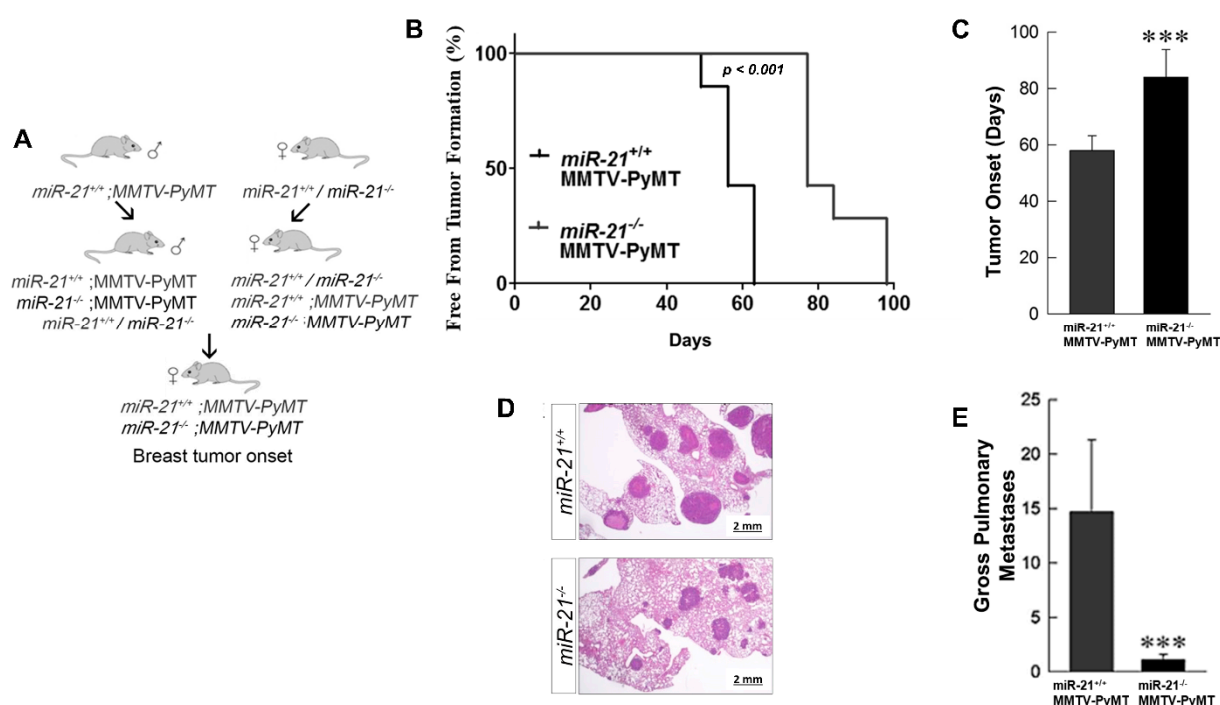 A
miR-21+/+ ;MMTV-PyMT
miR-21+/+ / miR-21-/-
miR-21+/+ ;MMTV-PyMT
miR-21-/- ;MMTV-PyMT
miR-21+/+ / miR-21-/-
miR-21+/+ / miR-21-/-
miR-21+/+ ;MMTV-PyMT
miR-21-/- ;MMTV-PyMT
miR-21+/+ ;MMTV-PyMT
miR-21-/- ;MMTV-PyMT
Breast tumor onset
B
Free From Tumor Formation (%)
100
50
0
p < 0.001
miR-21+/+
MMTV-PyMT
miR-21-/-
MMTV-PyMT
0 20 40 60 80 100
Days
C
Tumor Onset (Days)
100
80
60
40
20
0
***
miR-21+/+
MMTV-PyMT
miR-21-/-
MMTV-PyMT
D
miR-21+/+
2 mm
miR-21-/-
2 mm
E
Gross Pulmonary
Metastases
25
20
15
10
5
0
***
miR-21+/+
MMTV-PyMT
miR-21-/-
MMTV-PyMT